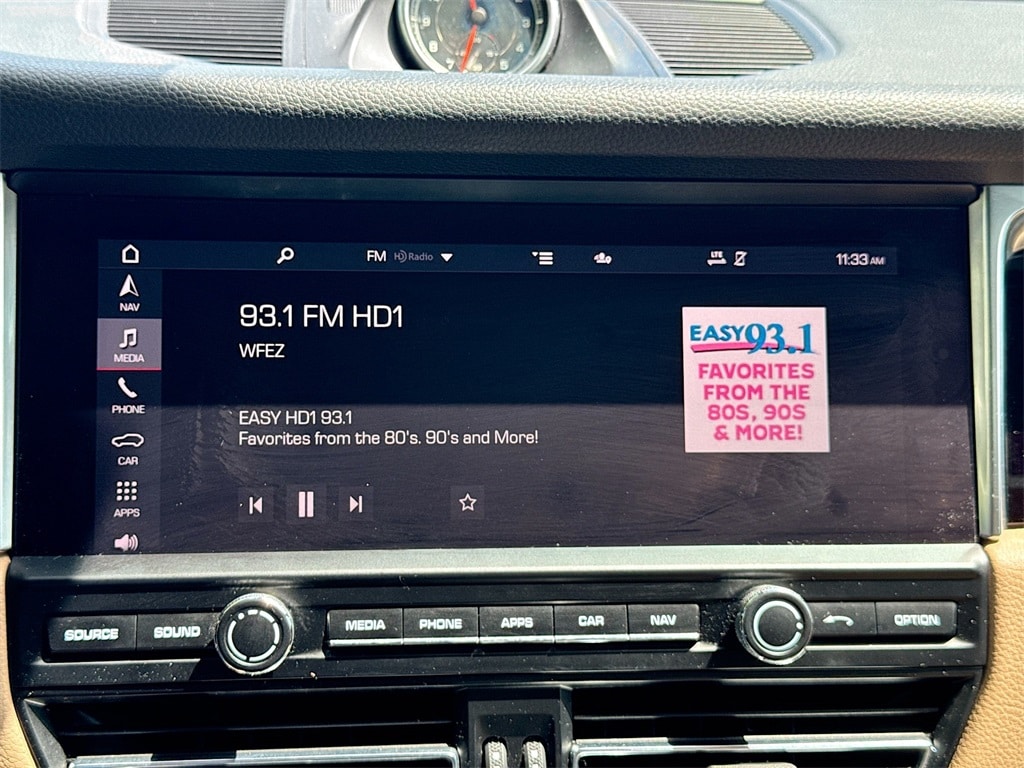 FM HD Radio
LTE
11:33 AM
NAV
MEDIA
PHONE
CAR
APPS
93.1 FM HD1
WFEZ
EASY HD1 93.1
Favorites from the 80's. 90's and More!
EASY 93.1
FAVORITES
FROM THE
80S, 90S
& MORE!
SOURCE
SOUND
MEDIA
PHONE
APPS
CAR
NAV
OPTION